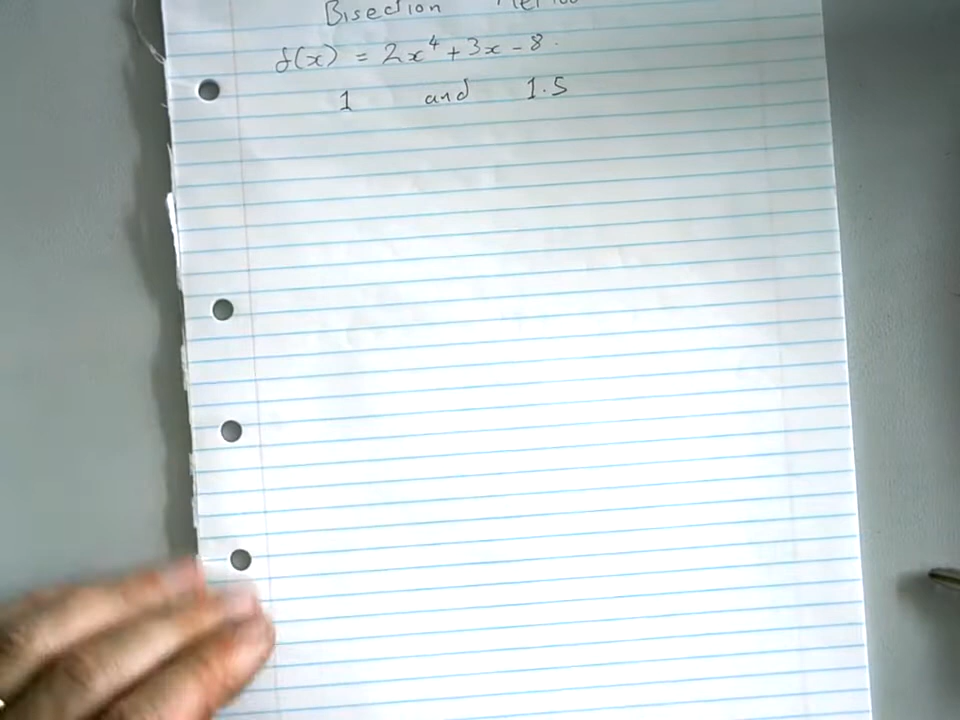 Bisection
f(x) = 2x⁴ + 3x - 8.
1 and 1.5